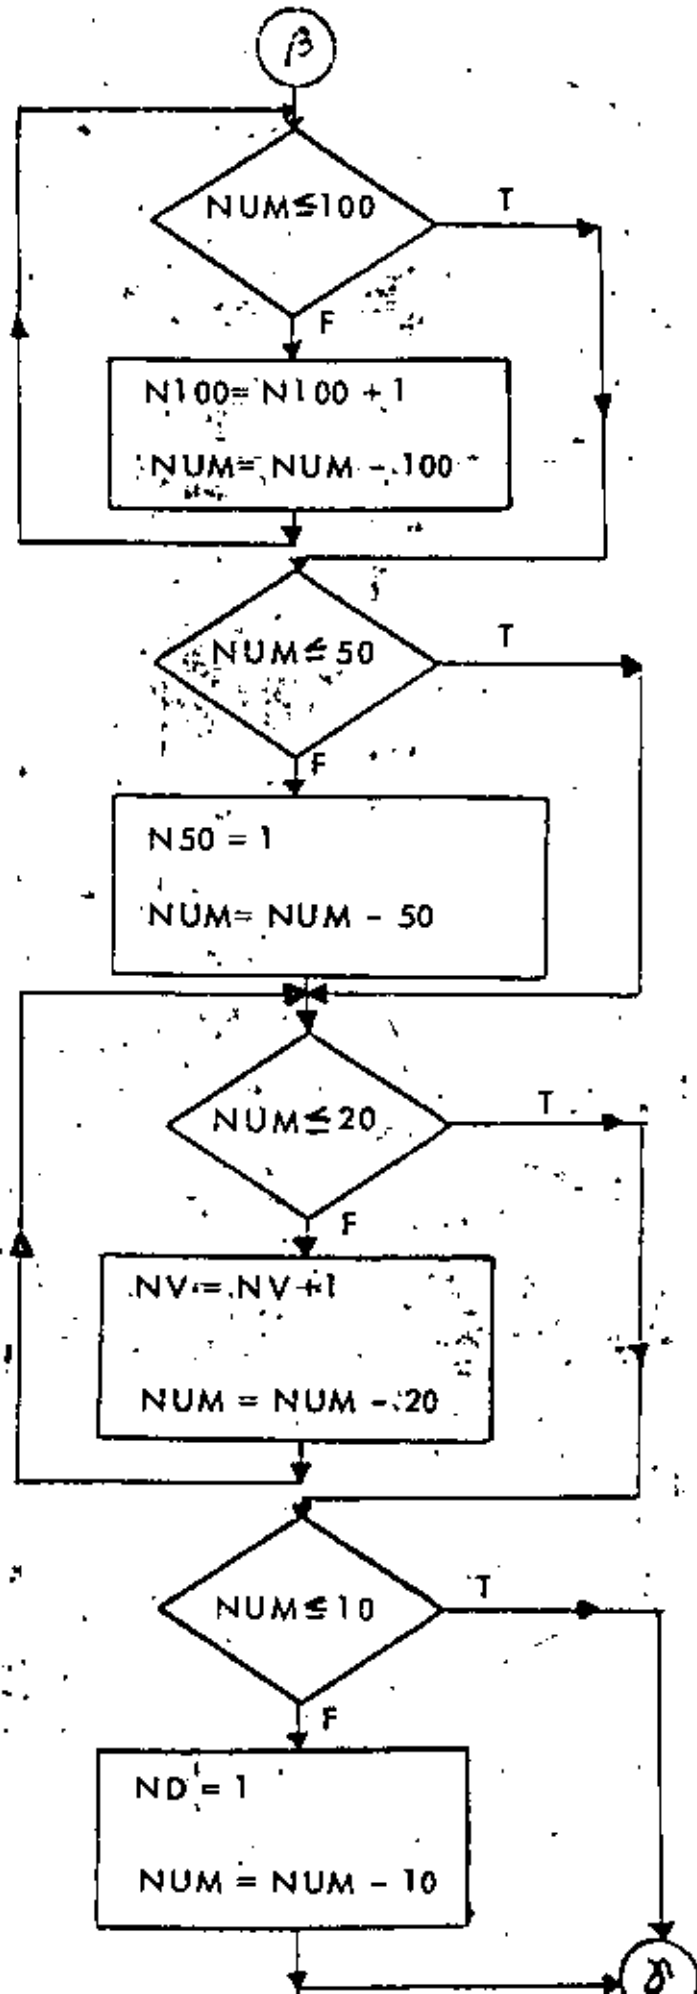 β
NUM≤100
T
F
N100= N100 + 1
NUM= NUM - 100
NUM≤ 50
T
F
N50 = 1
NUM= NUM - 50
NUM≤20
T
F
NV = NV+1
NUM = NUM - 20
NUM≤10
T
F
ND = 1
NUM = NUM - 10